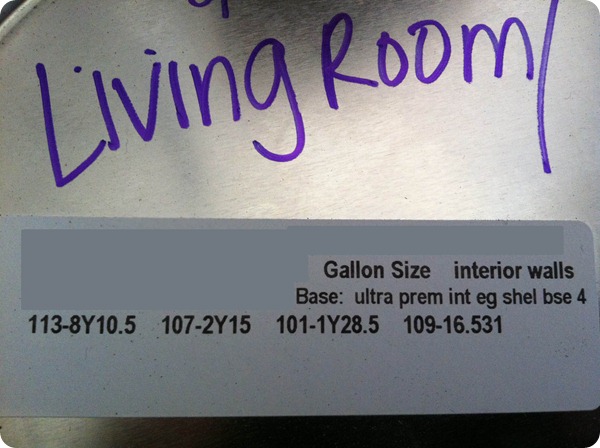 Living Room/
Gallon Size interior walls
Base: ultra prem int eg shel bse 4
113-8Y10.5 107-2Y15 101-1Y28.5 109-16.531